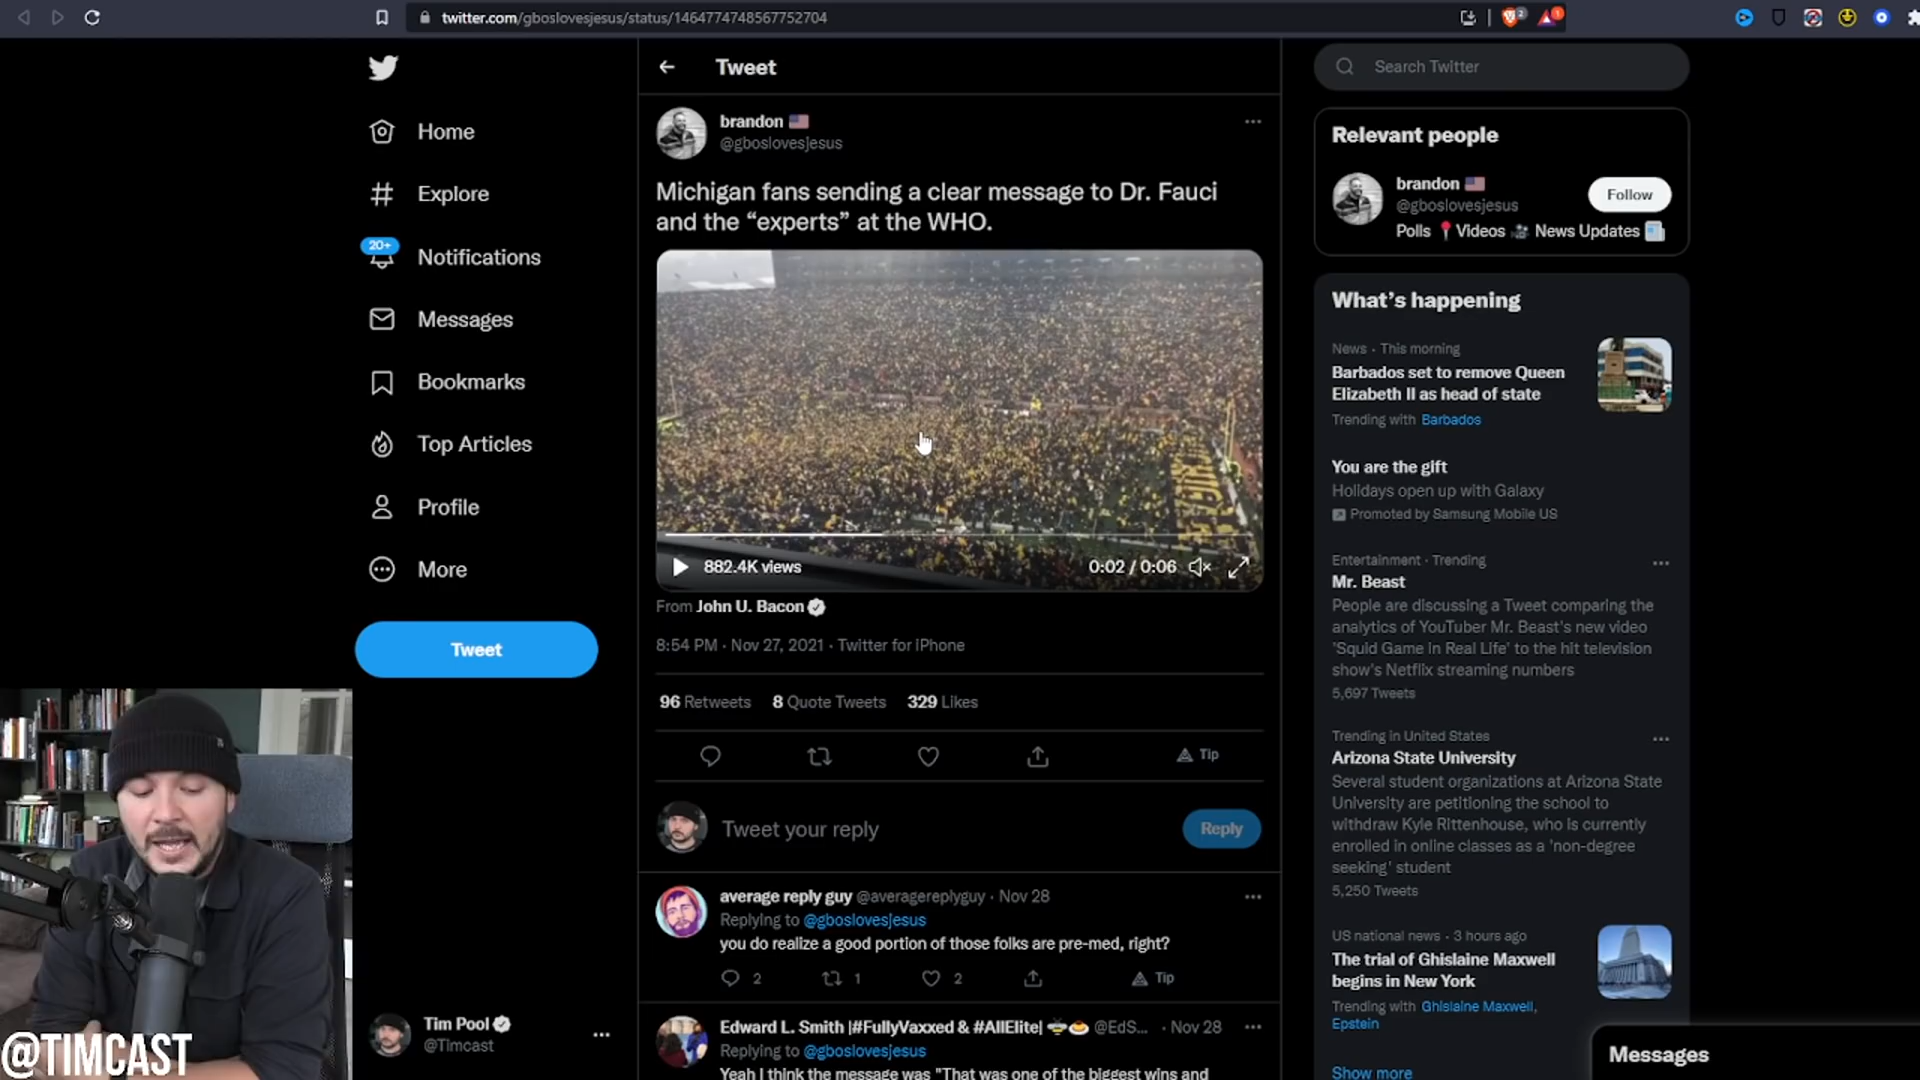 twitter.com/gboslovesjesus/status/1464774748567752704
Home
Explore
20+
Notifications
Messages
Bookmarks
Top Articles
Profile
More
Tweet
Tim Pool
@Timcast
@TIMCAST
Tweet
brandon
@gboslovesjesus
Michigan fans sending a clear message to Dr. Fauci
and the “experts” at the WHO.
882.4K views
0:02 / 0:06
From John U. Bacon
8:54 PM · Nov 27, 2021 · Twitter for iPhone
96 Retweets 8 Quote Tweets 329 Likes
Tip
Tweet your reply
Reply
average reply guy @averagereplyguy · Nov 28
Replying to @gboslovesjesus
you do realize a good portion of those folks are pre-med, right?
2 1 2 Tip
Edward L. Smith |#FullyVaxxed & #AllElite| @EdS... · Nov 28
Replying to @gboslovesjesus
Yeah I think the message was "That was one of the biggest wins and
Search Twitter
Relevant people
brandon
@gboslovesjesus
Follow
Polls Videos News Updates
What’s happening
News · This morning
Barbados set to remove Queen
Elizabeth II as head of state
Trending with Barbados
You are the gift
Holidays open up with Galaxy
Promoted by Samsung Mobile US
Entertainment · Trending
Mr. Beast
People are discussing a Tweet comparing the
analytics of YouTuber Mr. Beast's new video
'Squid Game in Real Life' to the hit television
show's Netflix streaming numbers
5,697 Tweets
Trending in United States
Arizona State University
Several student organizations at Arizona State
University are petitioning the school to
withdraw Kyle Rittenhouse, who is currently
enrolled in online classes as a 'non-degree
seeking' student
5,250 Tweets
US national news · 3 hours ago
The trial of Ghislaine Maxwell
begins in New York
Trending with Ghislaine Maxwell,
Epstein
Show more
Messages